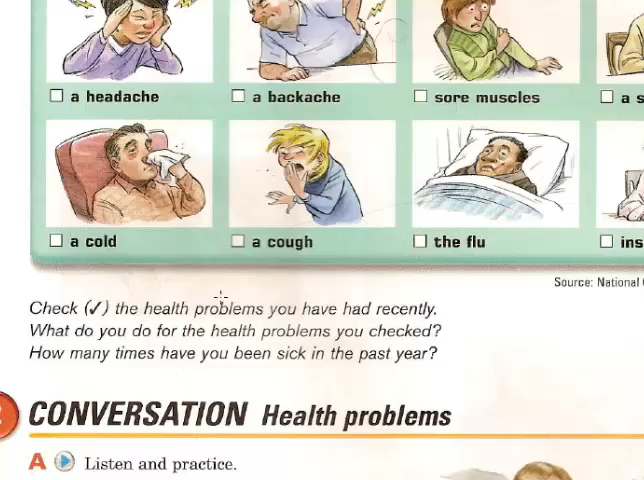 a headache a backache sore muscles a s
a cold a cough the flu ins
Source: National
Check (✓) the health problems you have had recently.
What do you do for the health problems you checked?
How many times have you been sick in the past year?
CONVERSATION Health problems
A Listen and practice.